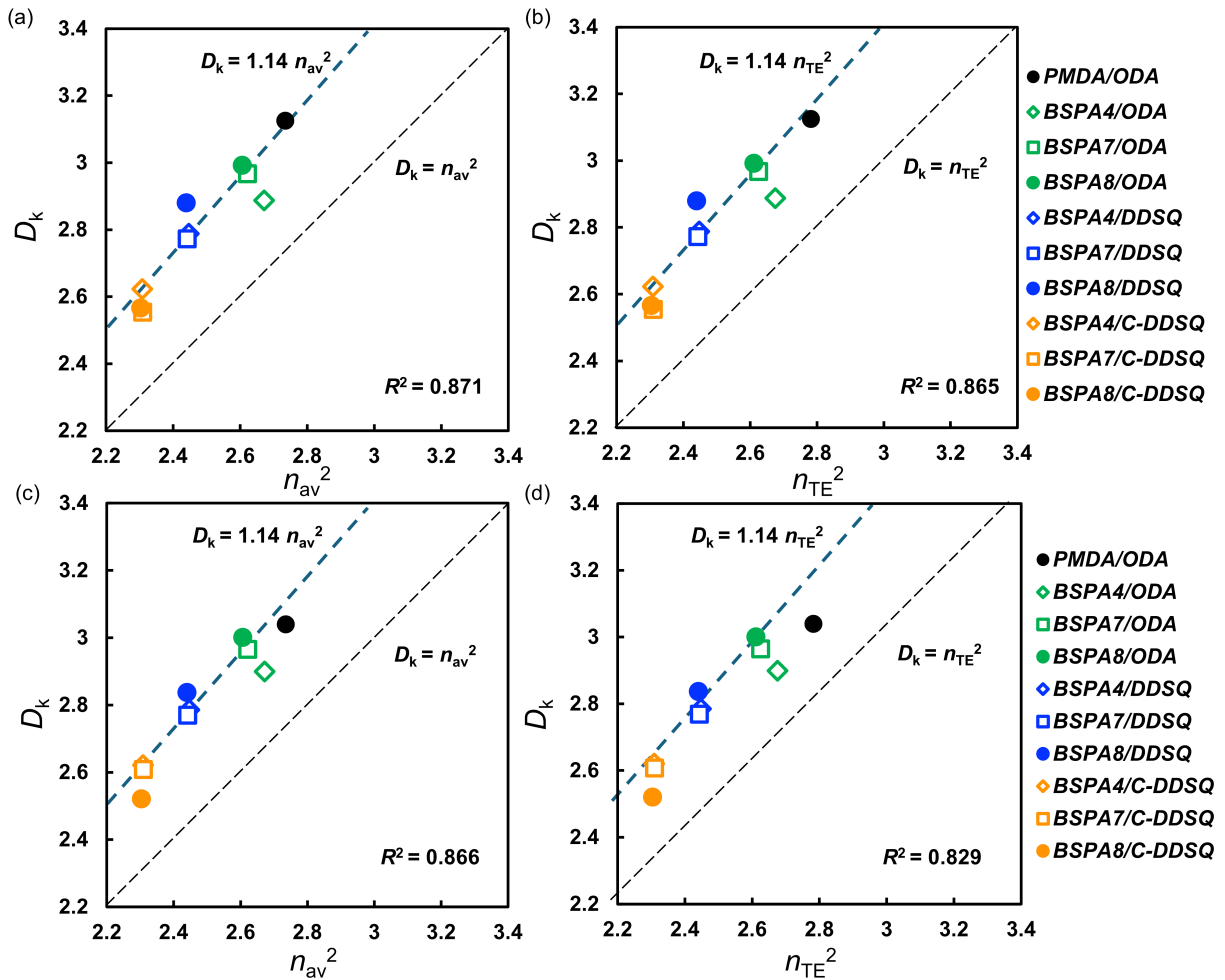 (a)
3.4
3.2
3
2.8
2.6
2.4
2.2
Dₖ
Dₖ = 1.14 nₐᵥ²
Dₖ = nₐᵥ²
R² = 0.871
2.2 2.4 2.6 2.8 3 3.2 3.4
nₐᵥ²
(b)
3.4
3.2
3
2.8
2.6
2.4
2.2
Dₖ
Dₖ = 1.14 n_TE²
Dₖ = n_TE²
R² = 0.865
2.2 2.4 2.6 2.8 3 3.2 3.4
n_TE²
PMDA/ODA
BSPA4/ODA
BSPA7/ODA
BSPA8/ODA
BSPA4/DDSQ
BSPA7/DDSQ
BSPA8/DDSQ
BSPA4/C-DDSQ
BSPA7/C-DDSQ
BSPA8/C-DDSQ
(c)
3.4
3.2
3
2.8
2.6
2.4
2.2
Dₖ
Dₖ = 1.14 nₐᵥ²
Dₖ = nₐᵥ²
R² = 0.866
2.2 2.4 2.6 2.8 3 3.2 3.4
nₐᵥ²
(d)
3.4
3.2
3
2.8
2.6
2.4
2.2
Dₖ
Dₖ = 1.14 n_TE²
Dₖ = n_TE²
R² = 0.829
2.2 2.4 2.6 2.8 3 3.2 3.4
n_TE²
PMDA/ODA
BSPA4/ODA
BSPA7/ODA
BSPA8/ODA
BSPA4/DDSQ
BSPA7/DDSQ
BSPA8/DDSQ
BSPA4/C-DDSQ
BSPA7/C-DDSQ
BSPA8/C-DDSQ